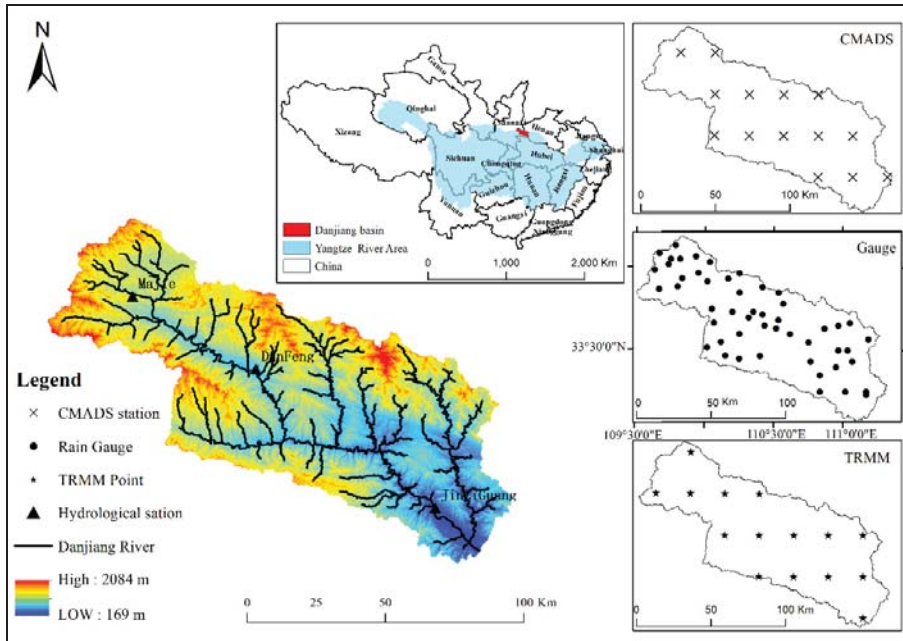 N
CMADS
0 50 100 Km
Gansu
Qinghai
Xizang
Henan
Sichuan
Chongqing
Hubei
Shanghai
Zhejiang
Guizhou
Hunan
Jiangxi
Fujian
Yunnan
Guangxi
Guangdong
Danjiang basin
Yangtze River Area
China
0 1,000 2,000 Km
Gauge
33°30'0"N
0 50 Km 100
109°30'0"E 110°30'0"E 111°0'0"E
TRMM
0 50 100 Km
MaJie
DanFeng
Legend
CMADS station
Rain Gauge
TRMM Point
Hydrological sation
Danjiang River
High : 2084 m
LOW : 169 m
0 25 50 100 Km